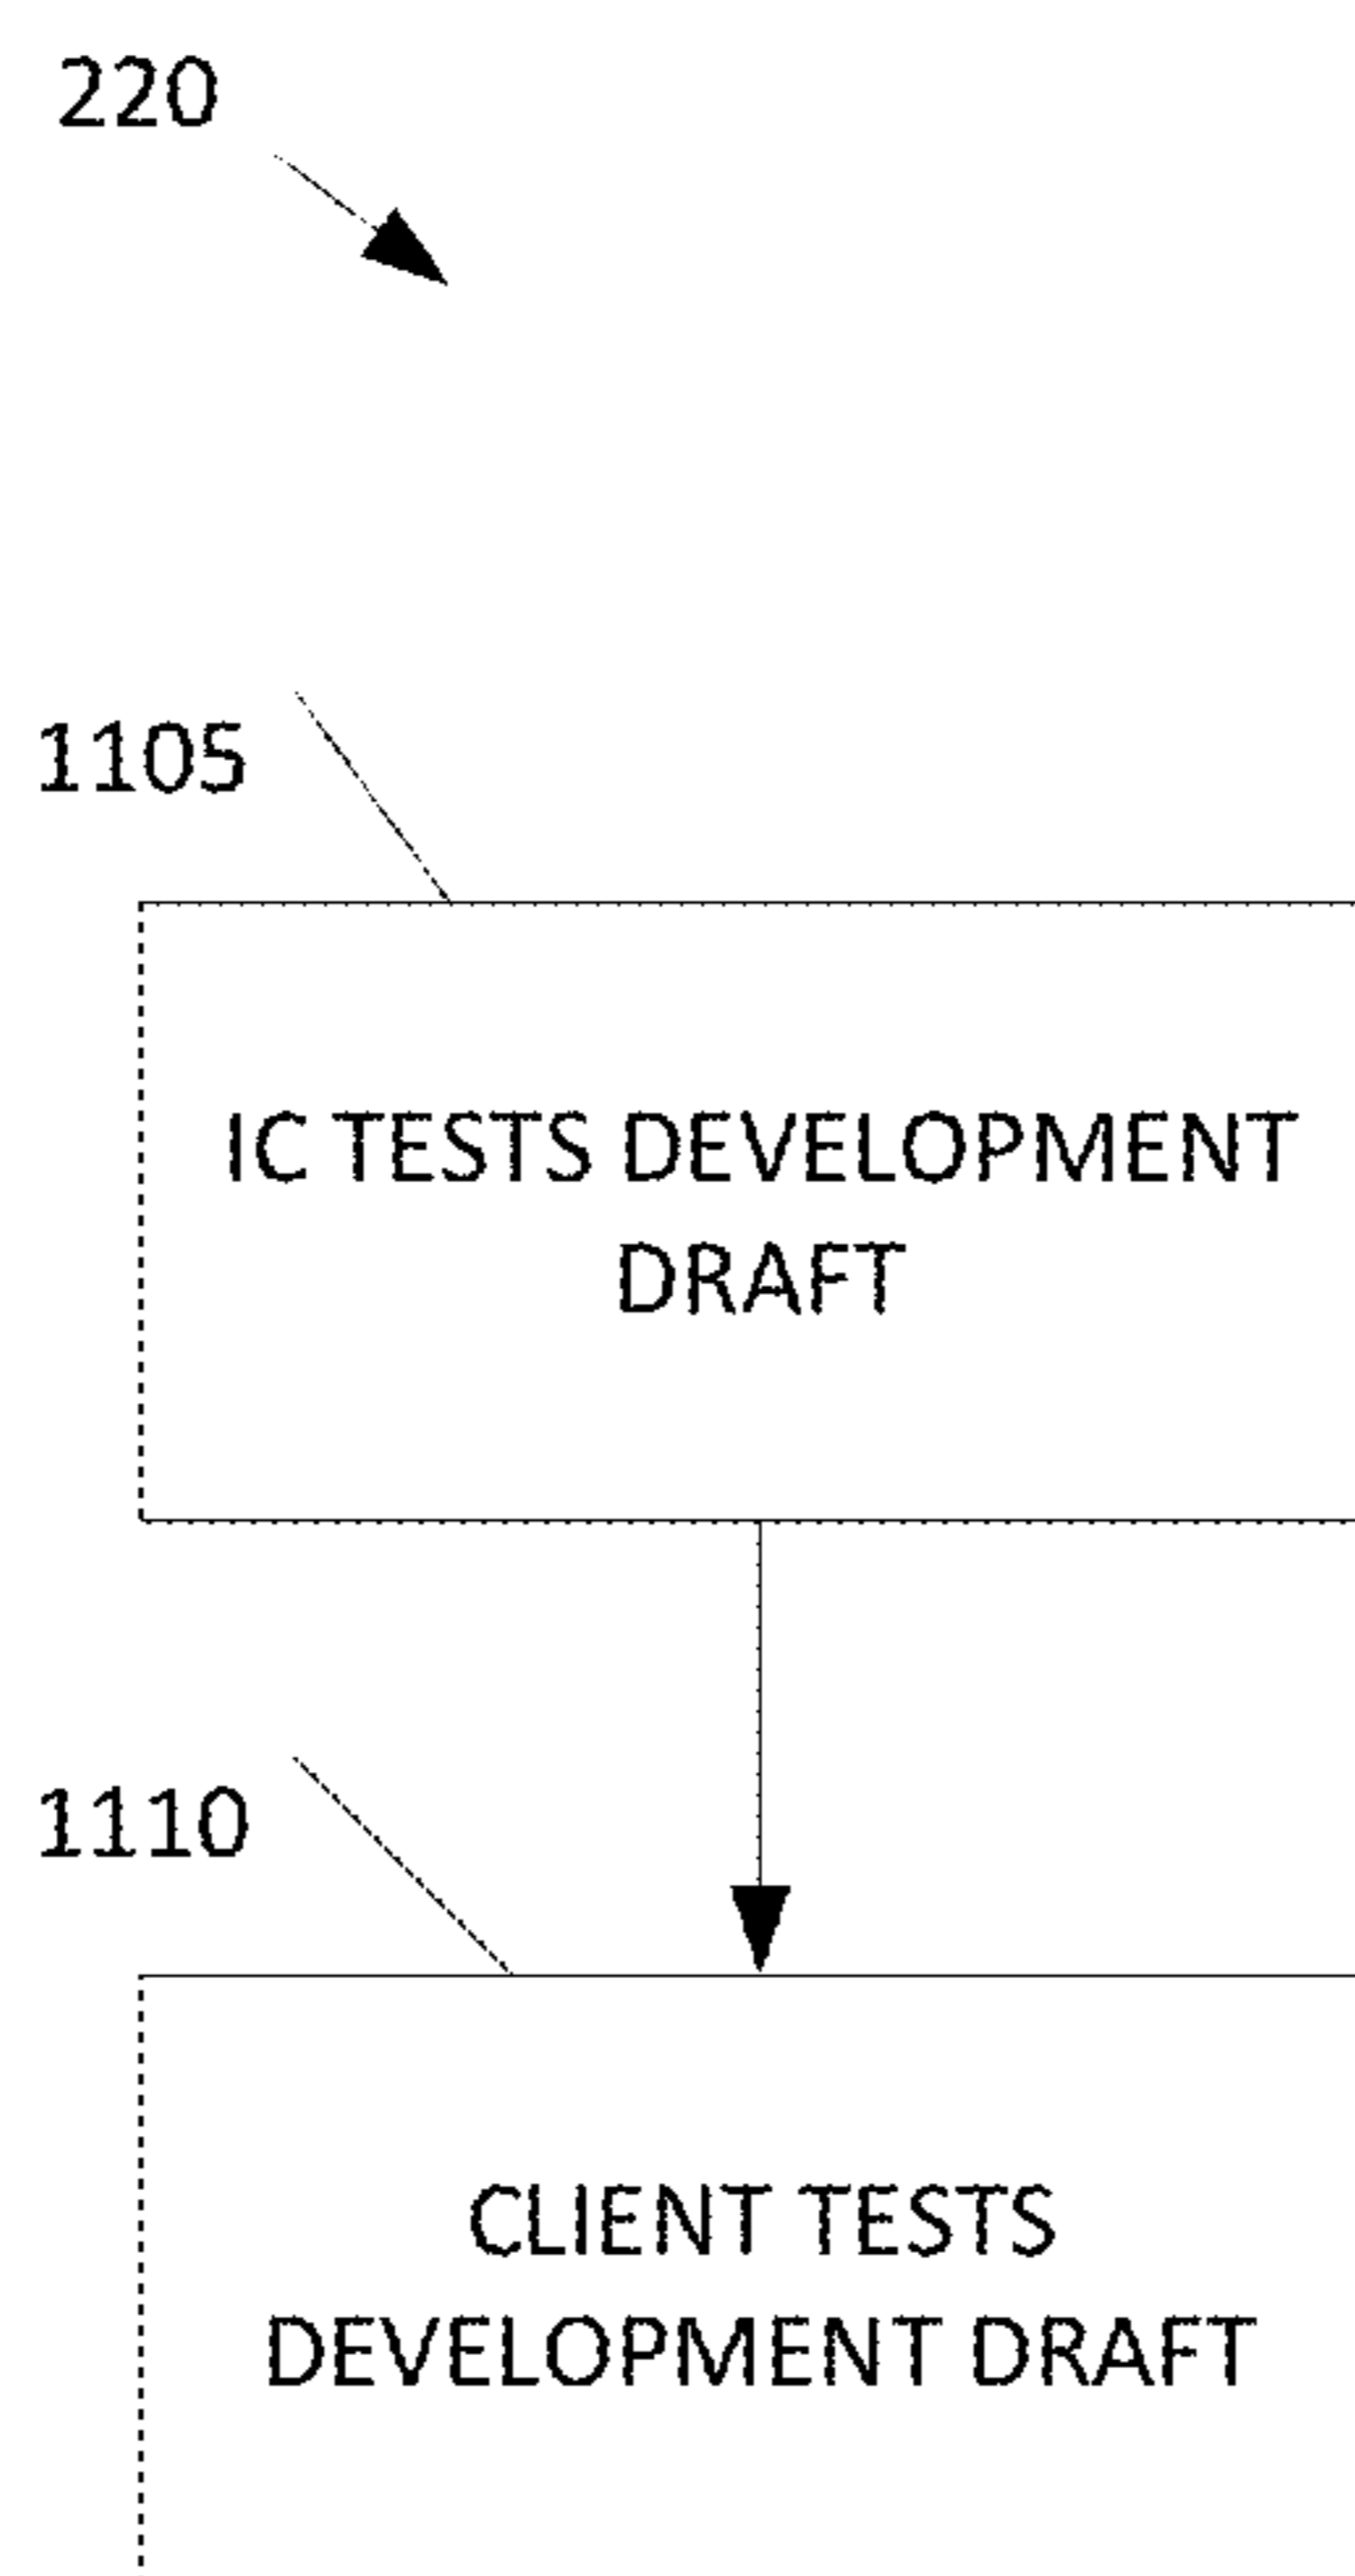 220
1105
IC TESTS DEVELOPMENT
DRAFT
1110
CLIENT TESTS
DEVELOPMENT DRAFT